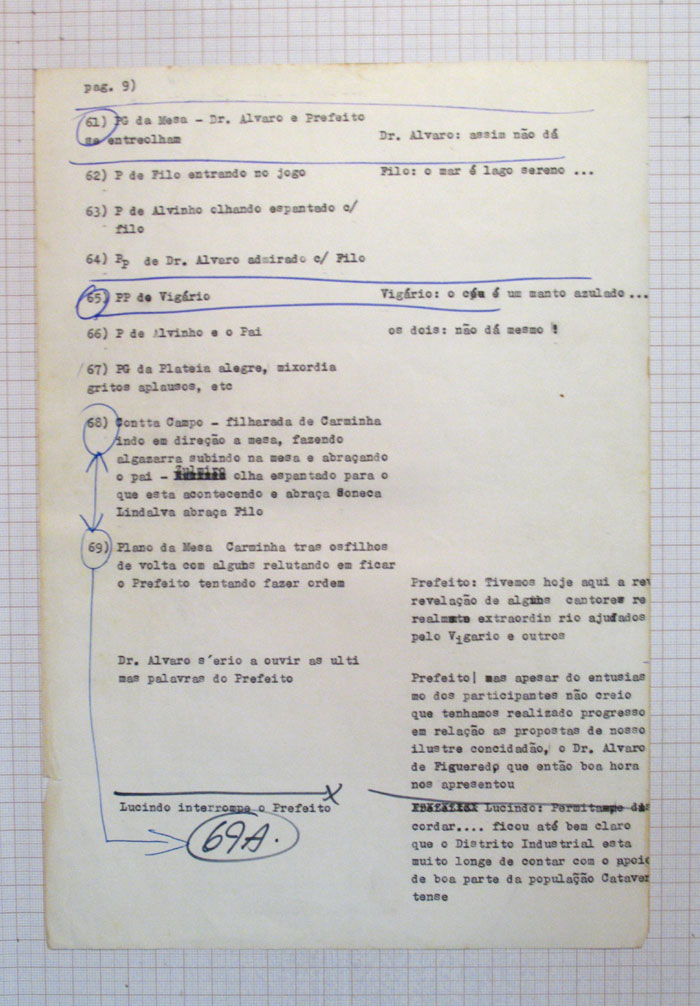 pag. 9)
61) PG da Mesa - Dr. Alvaro e Prefeito
se entreolham
Dr. Alvaro: assim não dá
62) P de Filo entrando no jogo
Filo: o mar é lago sereno ...
63) P de Alvinho olhando espantado c/
filo
64) Pp de Dr. Alvaro admirado c/ Filo
65) PP de Vigário
Vigário: o céu é um manto azulado ...
66) P de Alvinho e o Pai
os dois: não dá mesmo !
67) PG da Plateia alegre, mixordia
gritos aplausos, etc
68) Contta Campo - filharada de Carminha
indo em direção a mesa, fazendo
algazarra subindo na mesa e abraçando
o pai - olha espantado para o
que esta acontecendo e abraça Soneca
Lindalva abraça Filo
69) Plano da Mesa Carminha tras osfilhos
de volta com alguhs relutando em ficar
o Prefeito tentando fazer ordem
Prefeito: Tivemos hoje aqui a rev
revelação de alguhs cantores re
realmente extraordin rio ajudados
pelo Vigario e outros
Dr. Alvaro s'erio a ouvir as ulti
mas palavras do Prefeito
Prefeito| mas apesar do entusias
mo dos participantes não creio
que tenhamos realizado progresso
em relação as propostas de nosso
ilustre concidadão, o Dr. Alvaro
de Figueredo que então boa hora
nos apresentou
Lucindo interrompe o Prefeito X
69A.
Prefeitox Lucindo: dis
cordar.... ficou até bem claro
que o Distrito Industrial esta
muito longe de contar com o apoio
de boa parte da população Cataver
tense